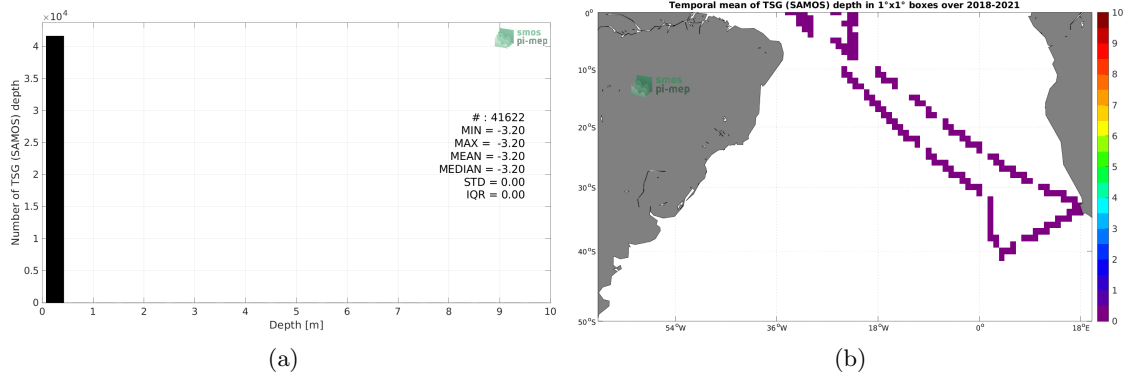 ×10⁴
4
3.5
3
2.5
2
1.5
1
0.5
0
Number of TSG (SAMOS) depth
smos
pi-mep
# : 41622
MIN = -3.20
MAX = -3.20
MEAN = -3.20
MEDIAN = -3.20
STD = 0.00
IQR = 0.00
0 1 2 3 4 5 6 7 8 9 10
Depth [m]
(a)
Temporal mean of TSG (SAMOS) depth in 1°x1° boxes over 2018-2021
0°
10°S
20°S
30°S
40°S
50°S
smos
pi-mep
54°W 36°W 18°W 0° 18°E
10
9
8
7
6
5
4
3
2
1
0
(b)